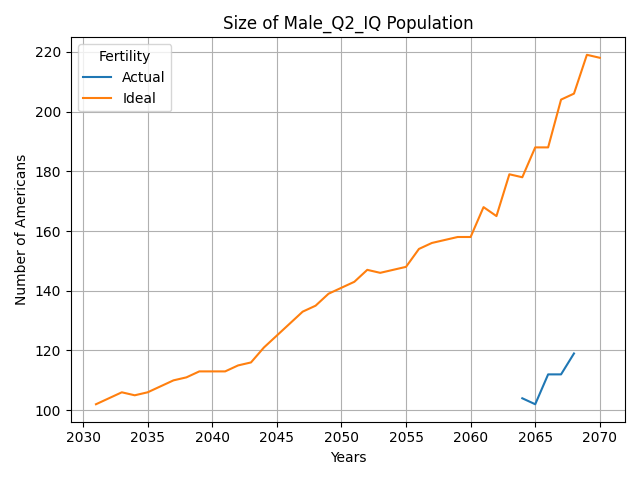 Size of Male_Q2_IQ Population
Fertility
Actual
Ideal
Number of Americans
220
200
180
160
140
120
100
2030 2035 2040 2045 2050 2055 2060 2065 2070
Years